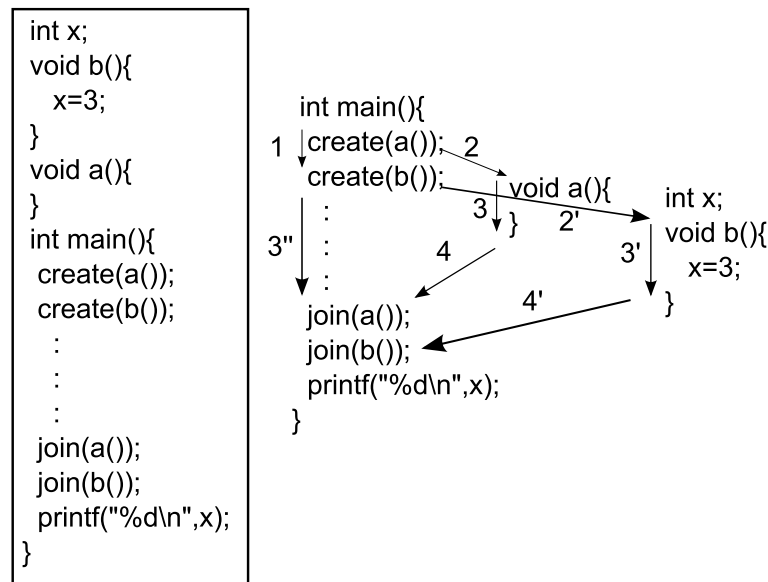 int x;
void b(){
x=3;
}
void a(){
}
int main(){
create(a());
create(b());
:
:
:
join(a());
join(b());
printf("%d\n",x);
}
int main(){
1 create(a()); 2
create(b());
void a(){
3
}
2'
int x;
void b(){
3'
x=3;
}
:
3"
:
:
4
4'
join(a());
join(b());
printf("%d\n",x);
}